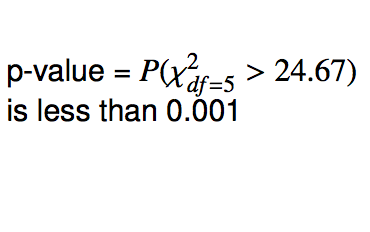 p-value = P(χ²df=5 > 24.67)
is less than 0.001